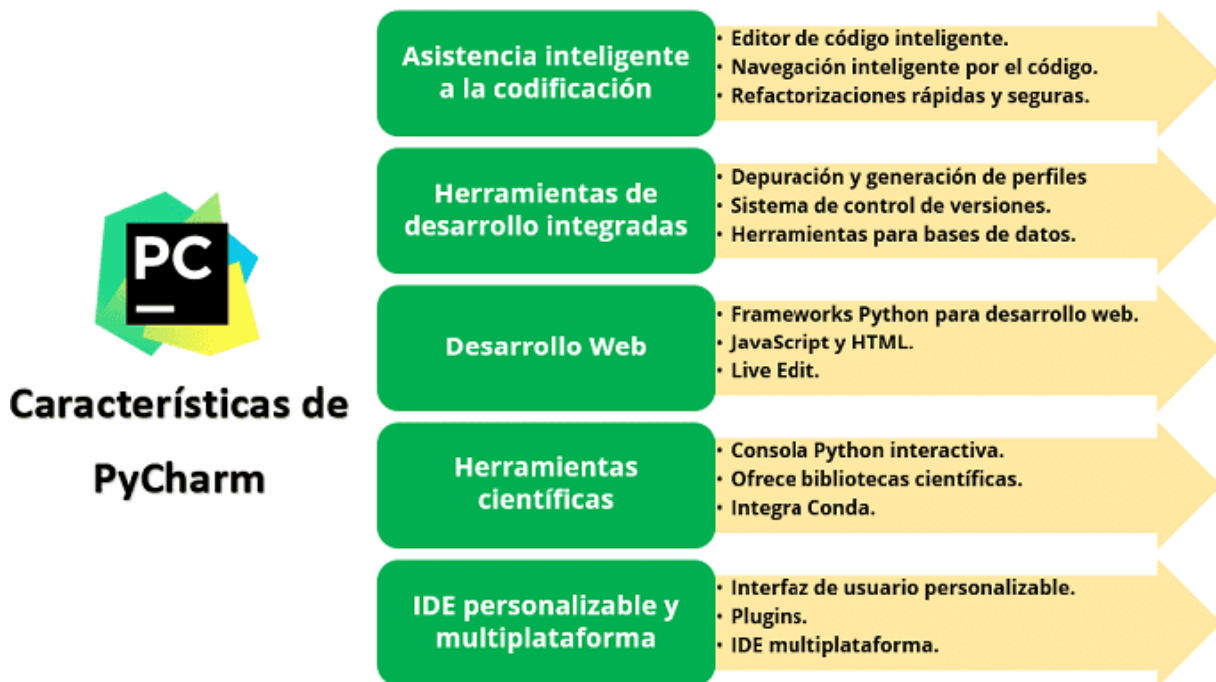 PC
Características de
PyCharm
Asistencia inteligente
a la codificación
• Editor de código inteligente.
• Navegación inteligente por el código.
• Refactorizaciones rápidas y seguras.
Herramientas de
desarrollo integradas
• Depuración y generación de perfiles
• Sistema de control de versiones.
• Herramientas para bases de datos.
Desarrollo Web
• Frameworks Python para desarrollo web.
• JavaScript y HTML.
• Live Edit.
Herramientas
científicas
• Consola Python interactiva.
• Ofrece bibliotecas científicas.
• Integra Conda.
IDE personalizable y
multiplataforma
• Interfaz de usuario personalizable.
• Plugins.
• IDE multiplataforma.